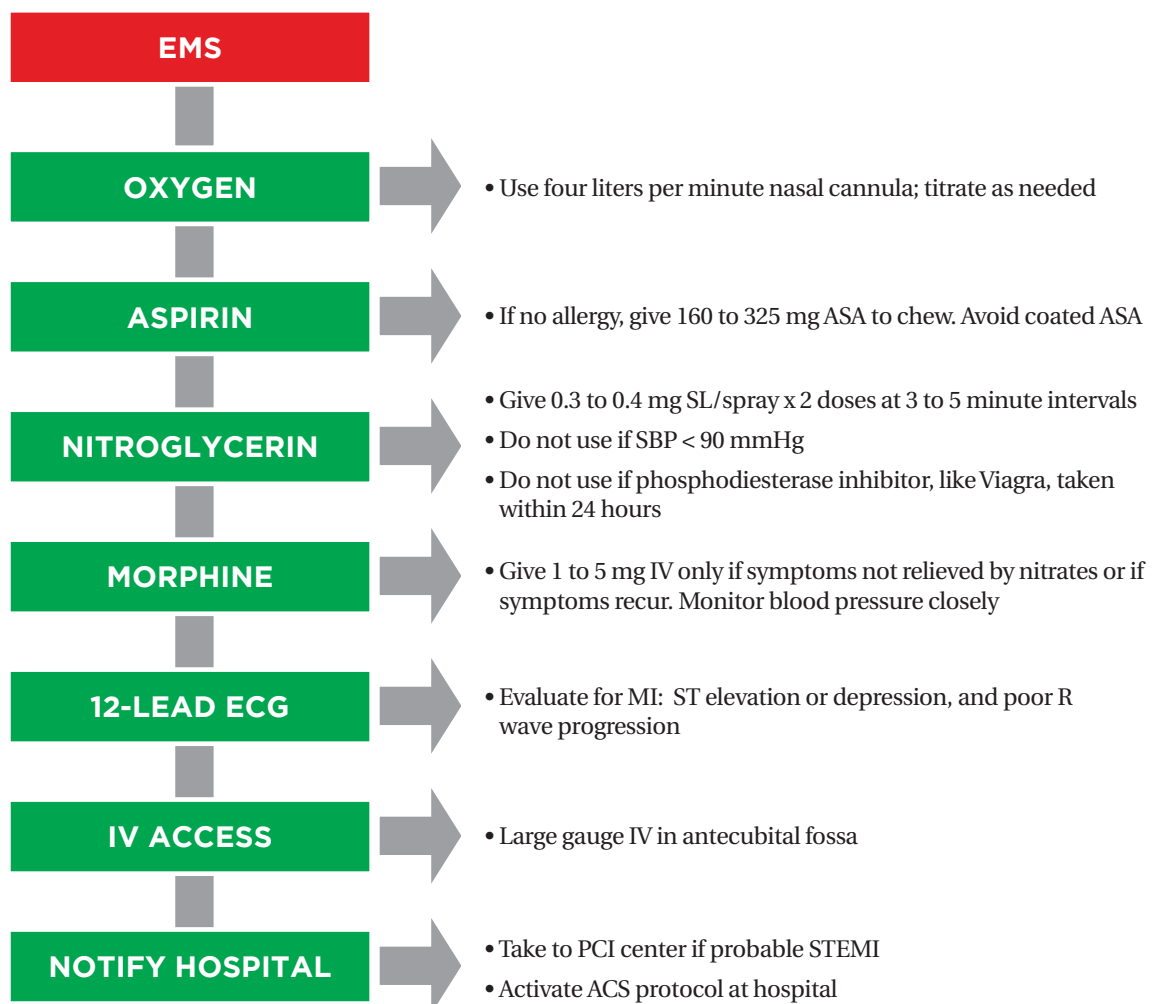 EMS
OXYGEN
• Use four liters per minute nasal cannula; titrate as needed
ASPIRIN
• If no allergy, give 160 to 325 mg ASA to chew. Avoid coated ASA
NITROGLYCERIN
• Give 0.3 to 0.4 mg SL/spray x 2 doses at 3 to 5 minute intervals
• Do not use if SBP < 90 mmHg
• Do not use if phosphodiesterase inhibitor, like Viagra, taken
within 24 hours
MORPHINE
• Give 1 to 5 mg IV only if symptoms not relieved by nitrates or if
symptoms recur. Monitor blood pressure closely
12-LEAD ECG
• Evaluate for MI: ST elevation or depression, and poor R
wave progression
IV ACCESS
• Large gauge IV in antecubital fossa
NOTIFY HOSPITAL
• Take to PCI center if probable STEMI
• Activate ACS protocol at hospital